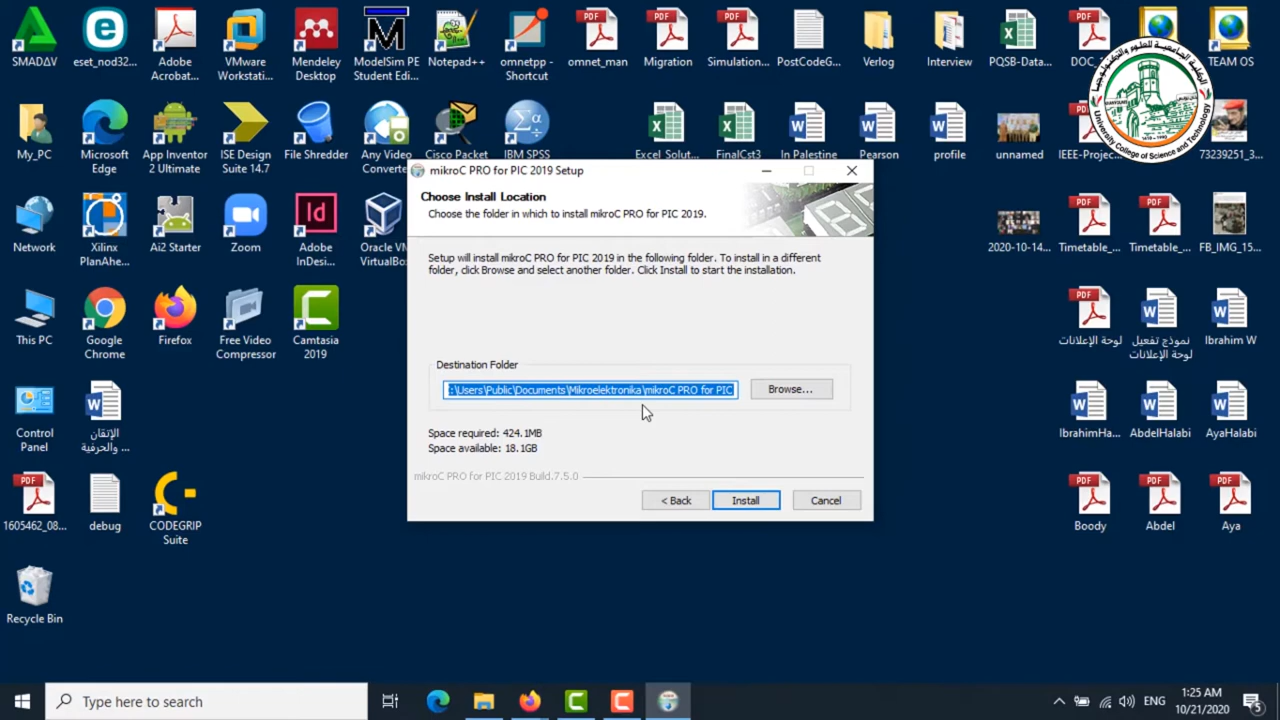 SMADΔV
eset_nod32...
Adobe
Acrobat...
VMware
Workstati...
Mendeley
Desktop
ModelSim PE
Student Edi...
Notepad++
omnetpp -
Shortcut
omnet_man
Migration
Simulation...
PostCodeG...
Verlog
Interview
PQSB-Data...
TEAM OS
My_PC
Microsoft
Edge
App Inventor
2 Ultimate
ISE Design
Suite 14.7
File Shredder
Any Video
Converte
Cisco Packet
IBM SPSS
Excel_Solut...
FinalCst3
In Palestine
Pearson
profile
unnamed
IEEE-Projec...
73239251_3...
University College of Science and Technology
Network
Xilinx
PlanAhe...
Ai2 Starter
Zoom
Adobe
InDesi...
Oracle VM
VirtualBox
2020-10-14...
Timetable_...
Timetable_...
FB_IMG_15...
This PC
Google
Chrome
Firefox
Free Video
Compressor
Camtasia
2019
لوحة الإعلانات
نموذج تفعيل
لوحة الإعلانات
Ibrahim W
Control
Panel
الإتقان
والحرفية ...
IbrahimHa...
AbdelHalabi
AyaHalabi
1605462_08...
debug
CODEGRIP
Suite
Boody
Abdel
Aya
Recycle Bin
mikroC PRO for PIC 2019 Setup
Choose Install Location
Choose the folder in which to install mikroC PRO for PIC 2019.
Setup will install mikroC PRO for PIC 2019 in the following folder. To install in a different
folder, click Browse and select another folder. Click Install to start the installation.
Destination Folder
:\Users\Public\Documents\Mikroelektronika\mikroC PRO for PIC
Browse...
Space required: 424.1MB
Space available: 18.1GB
mikroC PRO for PIC 2019 Build.7.5.0
< Back
Install
Cancel
Type here to search
ENG
1:25 AM
10/21/2020
5